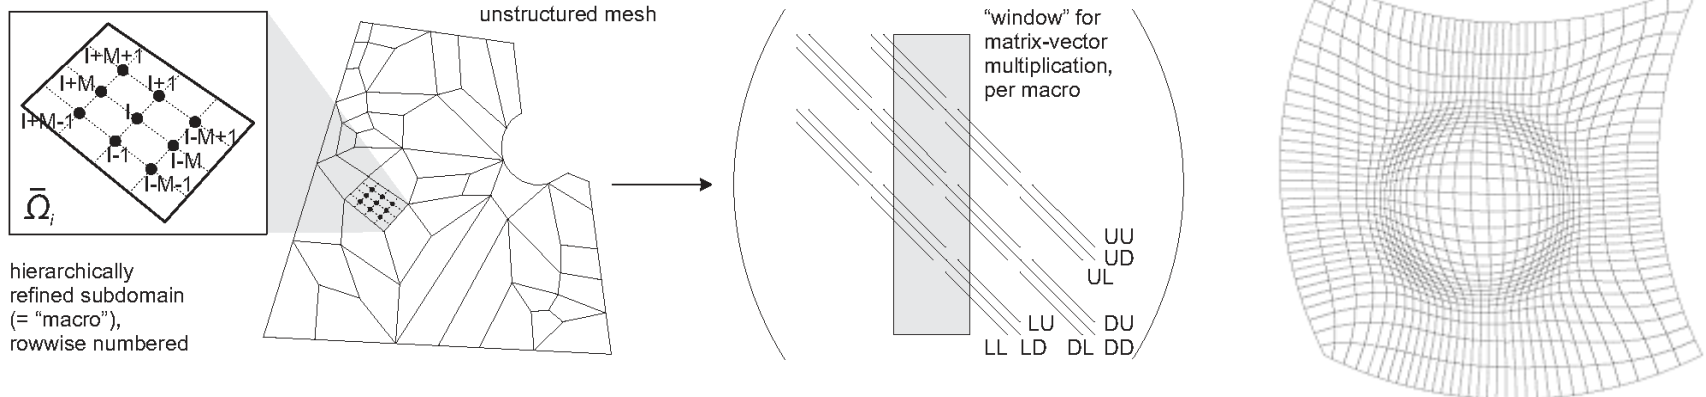 unstructured mesh
I+M+1
I+M
I+1
I+M-1
I
I-M+1
I-1
I-M
I-M-1
Ω̄i
hierarchically
refined subdomain
(= “macro”),
rowwise numbered
“window” for
matrix-vector
multiplication,
per macro
UU
UD
UL
LU DU
LL LD DL DD